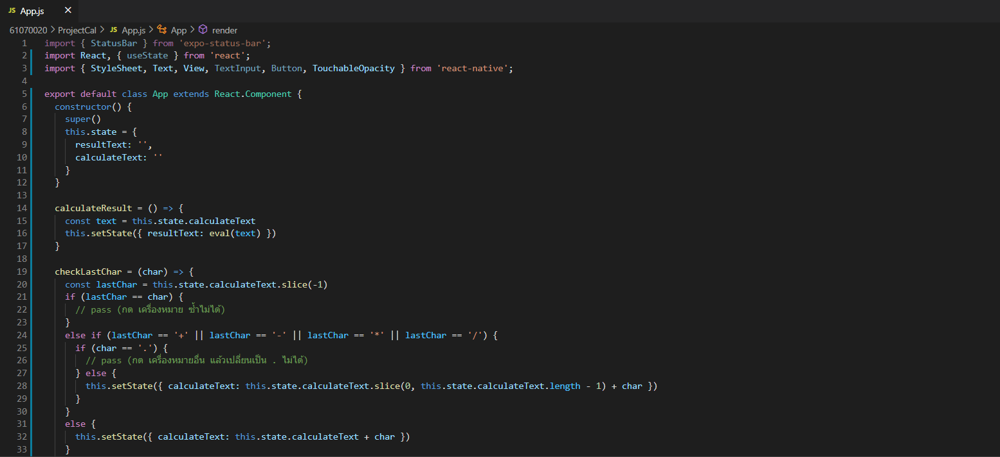 JS App.js ×
61070020 > ProjectCal > JS App.js > App > render
1 import { StatusBar } from 'expo-status-bar';
2 import React, { useState } from 'react';
3 import { StyleSheet, Text, View, TextInput, Button, TouchableOpacity } from 'react-native';
4
5 export default class App extends React.Component {
6   constructor() {
7     super()
8     this.state = {
9       resultText: '',
10       calculateText: ''
11     }
12   }
13
14   calculateResult = () => {
15     const text = this.state.calculateText
16     this.setState({ resultText: eval(text) })
17   }
18
19   checkLastChar = (char) => {
20     const lastChar = this.state.calculateText.slice(-1)
21     if (lastChar == char) {
22       // pass (กด เครื่องหมาย ซ้ำไม่ได้)
23     }
24     else if (lastChar == '+' || lastChar == '-' || lastChar == '*' || lastChar == '/') {
25       if (char == '.') {
26         // pass (กด เครื่องหมายอื่น แล้วเปลี่ยนเป็น . ไม่ได้)
27       } else {
28         this.setState({ calculateText: this.state.calculateText.slice(0, this.state.calculateText.length - 1) + char })
29       }
30     }
31     else {
32       this.setState({ calculateText: this.state.calculateText + char })
33     }